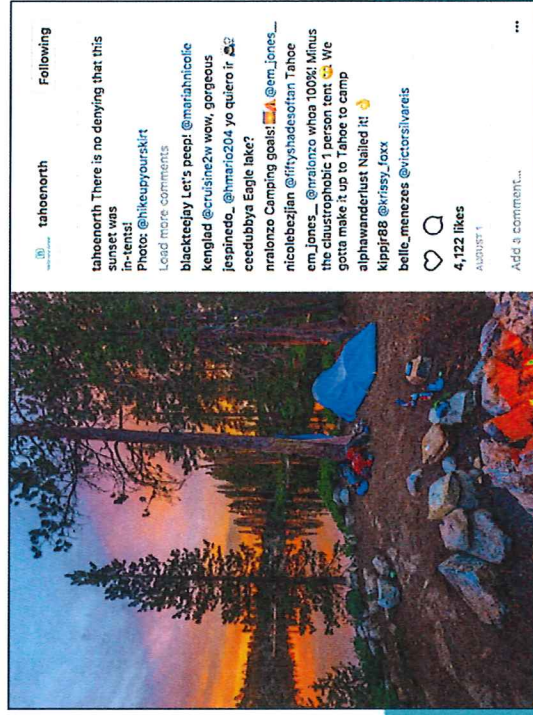 tahoenorth Following
tahoenorth There is no denying that this
sunset was
in-tents!
Photo: @hikeupyourskirt
Load more comments
blackteejay Let's peep! @mariahnicolie
kenglad @cruisine2w wow, gorgeous
jespinedo_ @hmario204 yo quiero ir
ceedubbya Eagle lake?
nralonzo Camping goals! @em_jones_
nicolebezjian @fiftyshadesoftan Tahoe
em_jones__ @nralonzo whoa 100%! Minus
the claustrophobic 1 person tent 😂 We
gotta make it up to Tahoe to camp
alphawanderlust Nailed it! 👌
kippjr88 @krissy_foxx
belle_menezes @victorsilvareis
4,122 likes
AUGUST 1
Add a comment...